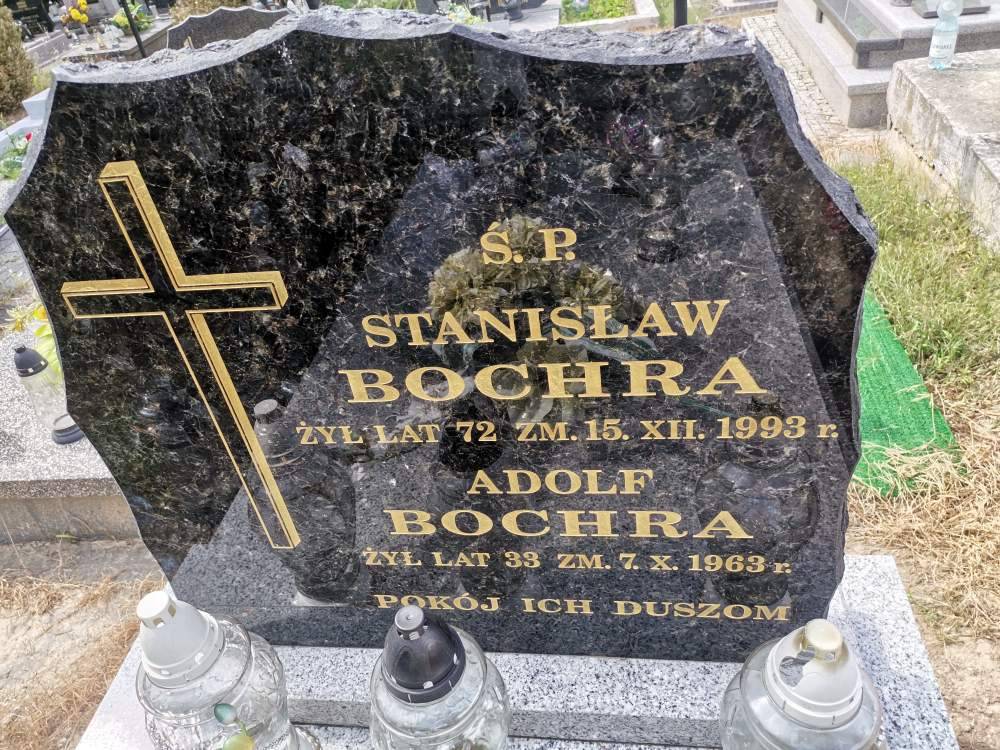 Ś. P.
STANISŁAW
BOCHRA
ŻYŁ LAT 72 ZM. 15. XII. 1993 r.
ADOLF
BOCHRA
ŻYŁ LAT 33 ZM. 7. X. 1963 r.
POKÓJ ICH DUSZOM